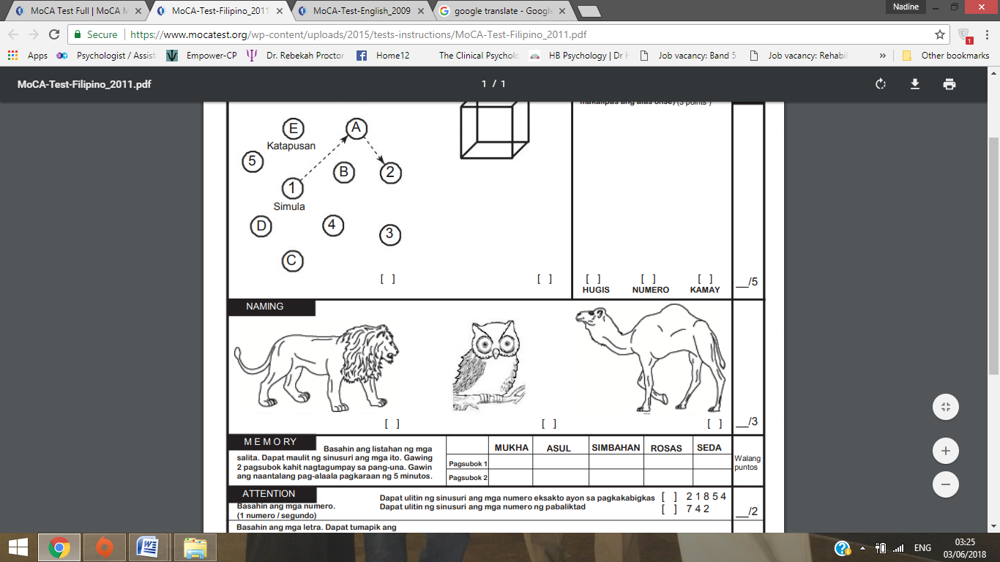 Nadine
MoCA Test Full | MoCA M
MoCA-Test-Filipino_2011
MoCA-Test-English_2009
google translate - Google
Secure | https://www.mocatest.org/wp-content/uploads/2015/tests-instructions/MoCA-Test-Filipino_2011.pdf
1
Apps Psychologist / Assist Empower-CP Dr. Rebekah Proctor Home12 The Clinical Psycholo HB Psychology | Dr H Job vacancy: Band 5 Job vacancy: Rehabil » Other bookmarks
MoCA-Test-Filipino_2011.pdf 1 / 1
makalipas ang alas onse) (3 points )
E A
Katapusan
5 B 2
1
Simula
D 4 3
C
[ ] [ ] [ ] [ ] [ ] __/5
HUGIS NUMERO KAMAY
NAMING
[ ] [ ] [ ] __/3
MEMORY
Basahin ang listahan ng mga
salita. Dapat maulit ng sinusuri ang mga ito. Gawing
2 pagsubok kahit nagtagumpay sa pang-una. Gawin
ang naantalang pag-alaala pagkaraan ng 5 minutos.
MUKHA ASUL SIMBAHAN ROSAS SEDA
Pagsubok 1
Pagsubok 2
Walang
puntos
ATTENTION
Basahin ang mga numero.
(1 numero / segundo)
Dapat ulitin ng sinusuri ang mga numero eksakto ayon sa pagkakabigkas [ ] 2 1 8 5 4
Dapat ulitin ng sinusuri ang mga numero ng pabaliktad [ ] 7 4 2
__/2
Basahin ang mga letra. Dapat tumapik ang
ENG
03:25
03/06/2018